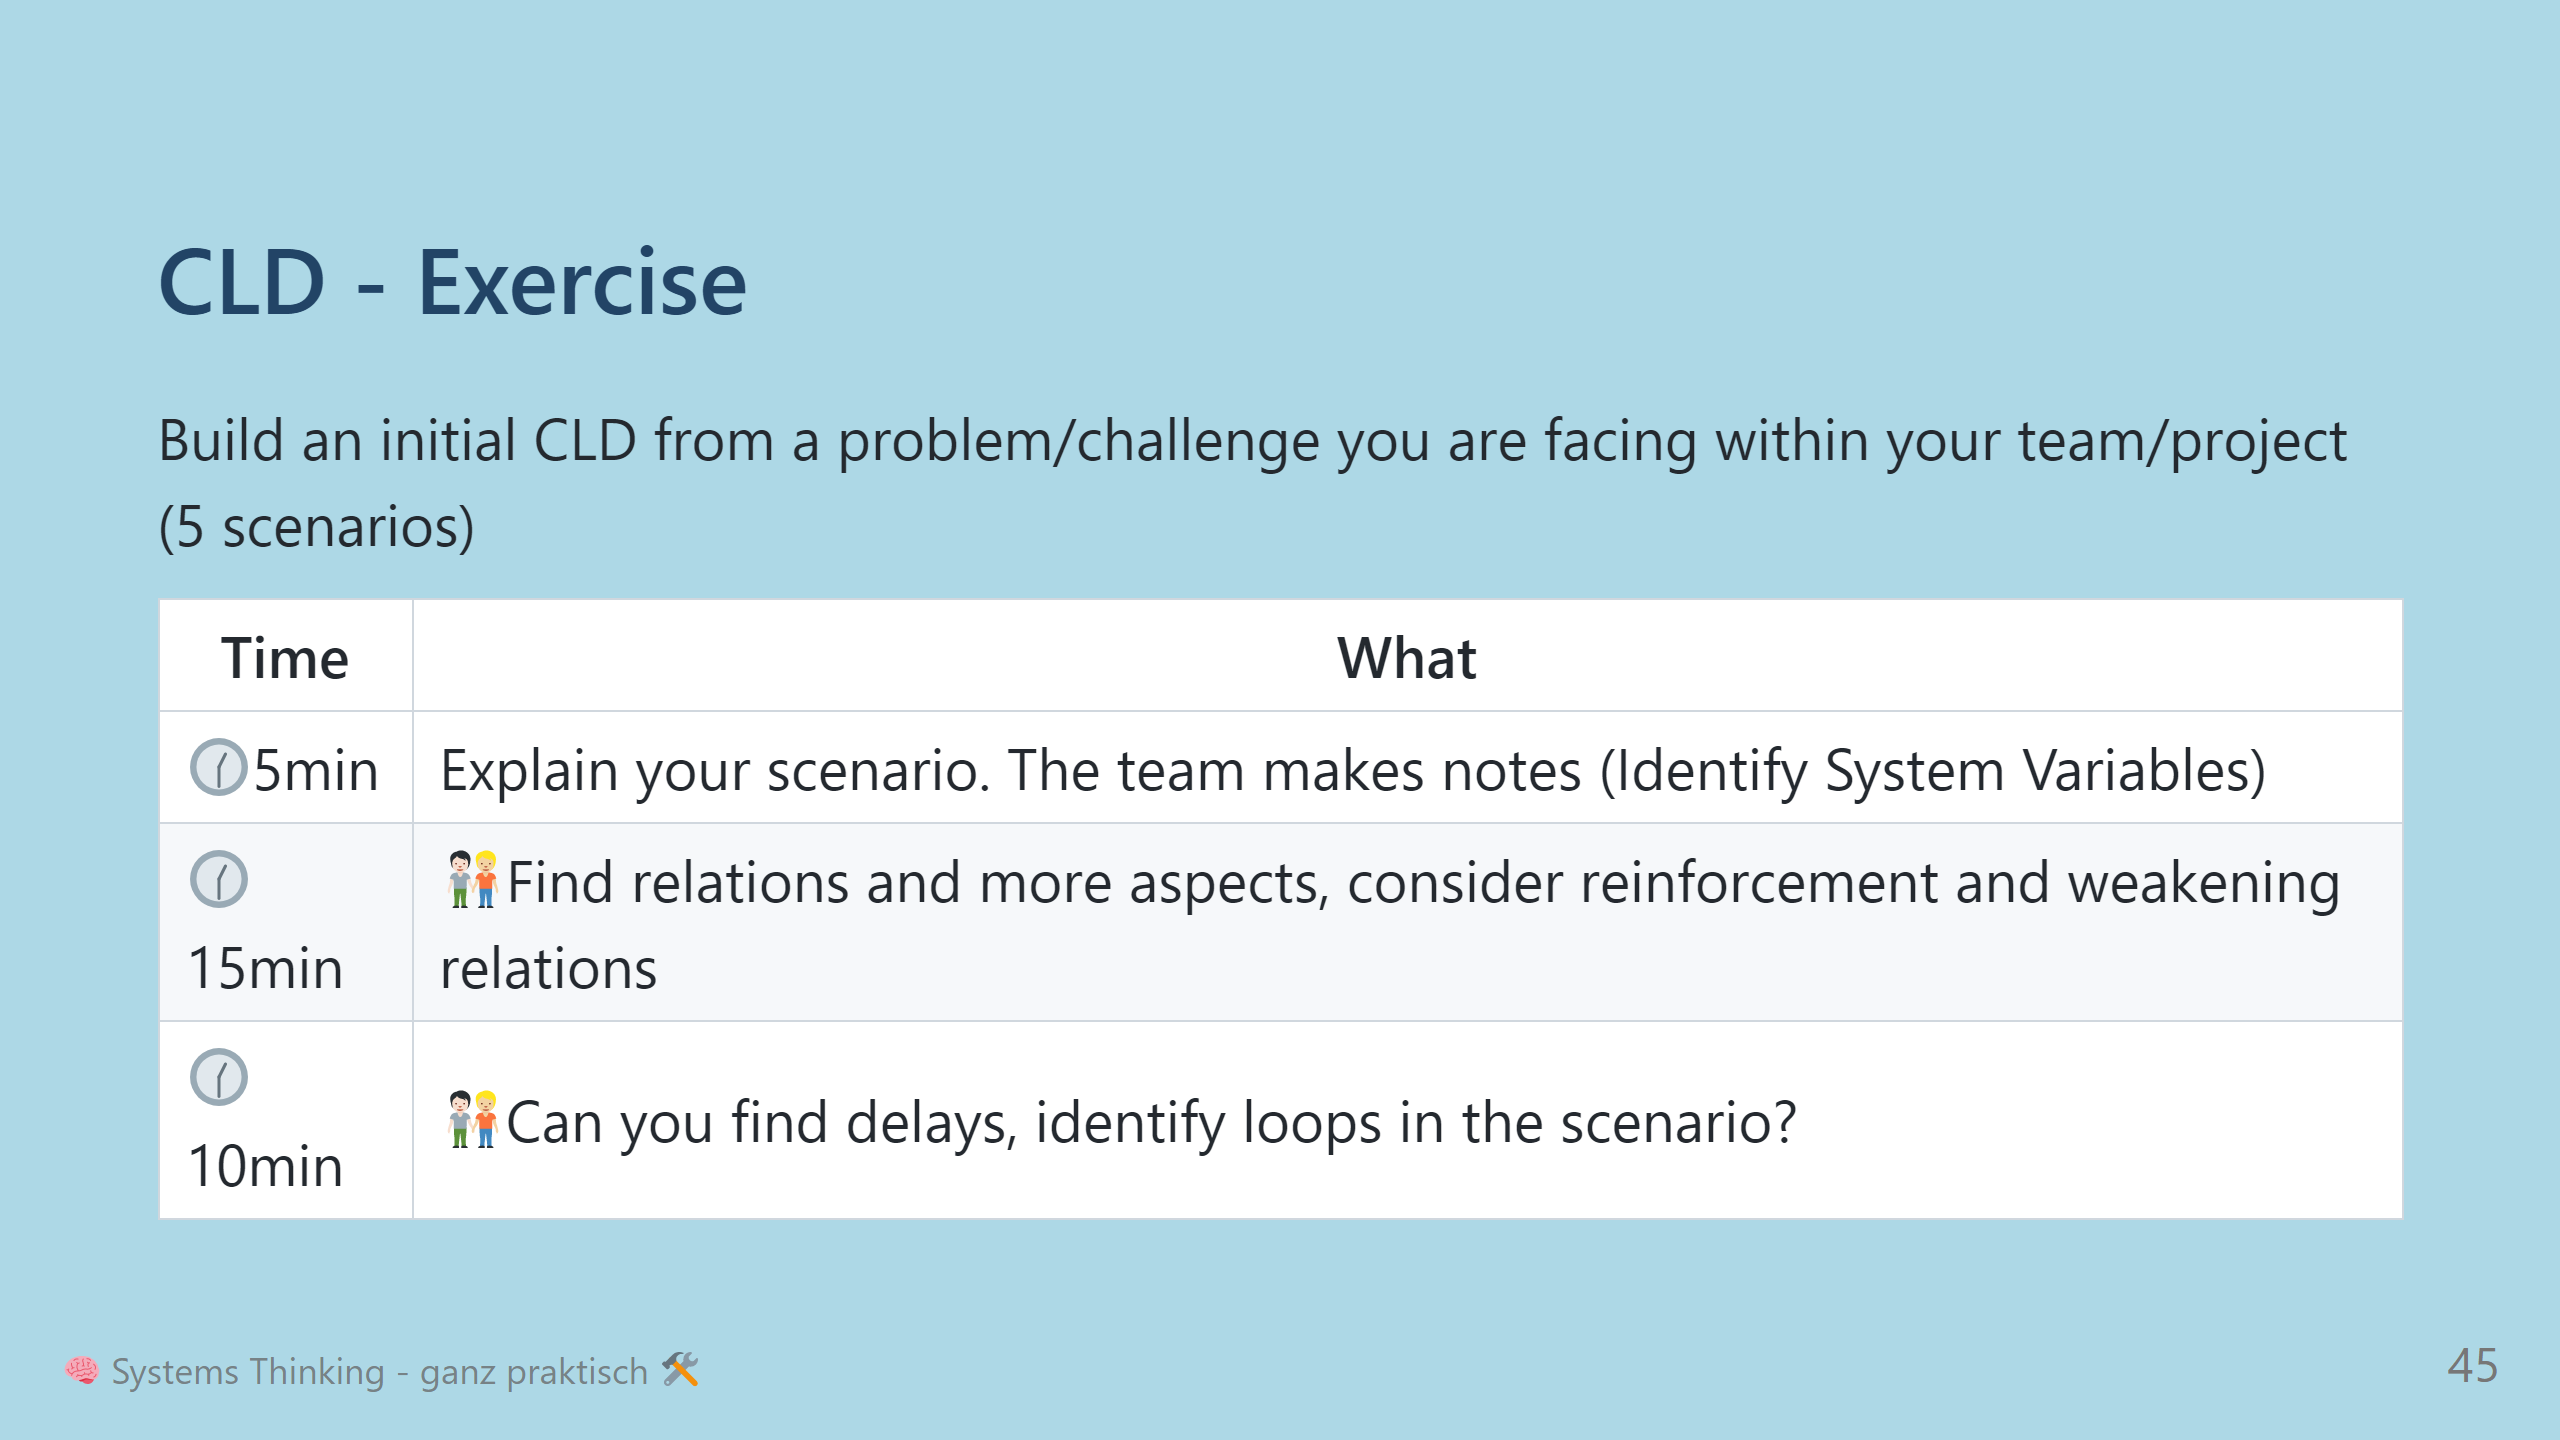 CLD - Exercise
Build an initial CLD from a problem/challenge you are facing within your team/project
(5 scenarios)
Time What
🕐5min Explain your scenario. The team makes notes (Identify System Variables)
🕐
15min
🧑🏻‍🤝‍🧑🏼Find relations and more aspects, consider reinforcement and weakening
relations
🕐
10min
🧑🏻‍🤝‍🧑🏼Can you find delays, identify loops in the scenario?
🧠 Systems Thinking - ganz praktisch 🛠️
45